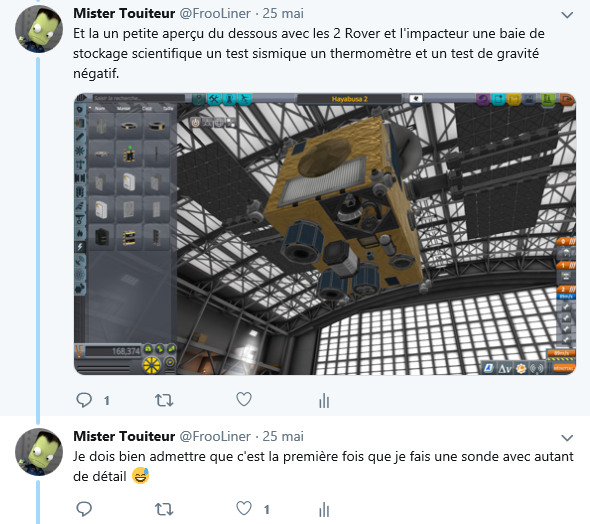 Mister Touiteur @FrooLiner · 25 mai
Et la un petite aperçu du dessous avec les 2 Rover et l'impacteur une baie de
stockage scientifique un test sismique un thermomètre et un test de gravité
négatif.
Hayabusa 2
168,374
Δv
1
Mister Touiteur @FrooLiner · 25 mai
Je dois bien admettre que c'est la première fois que je fais une sonde avec autant
de détail 😅
1